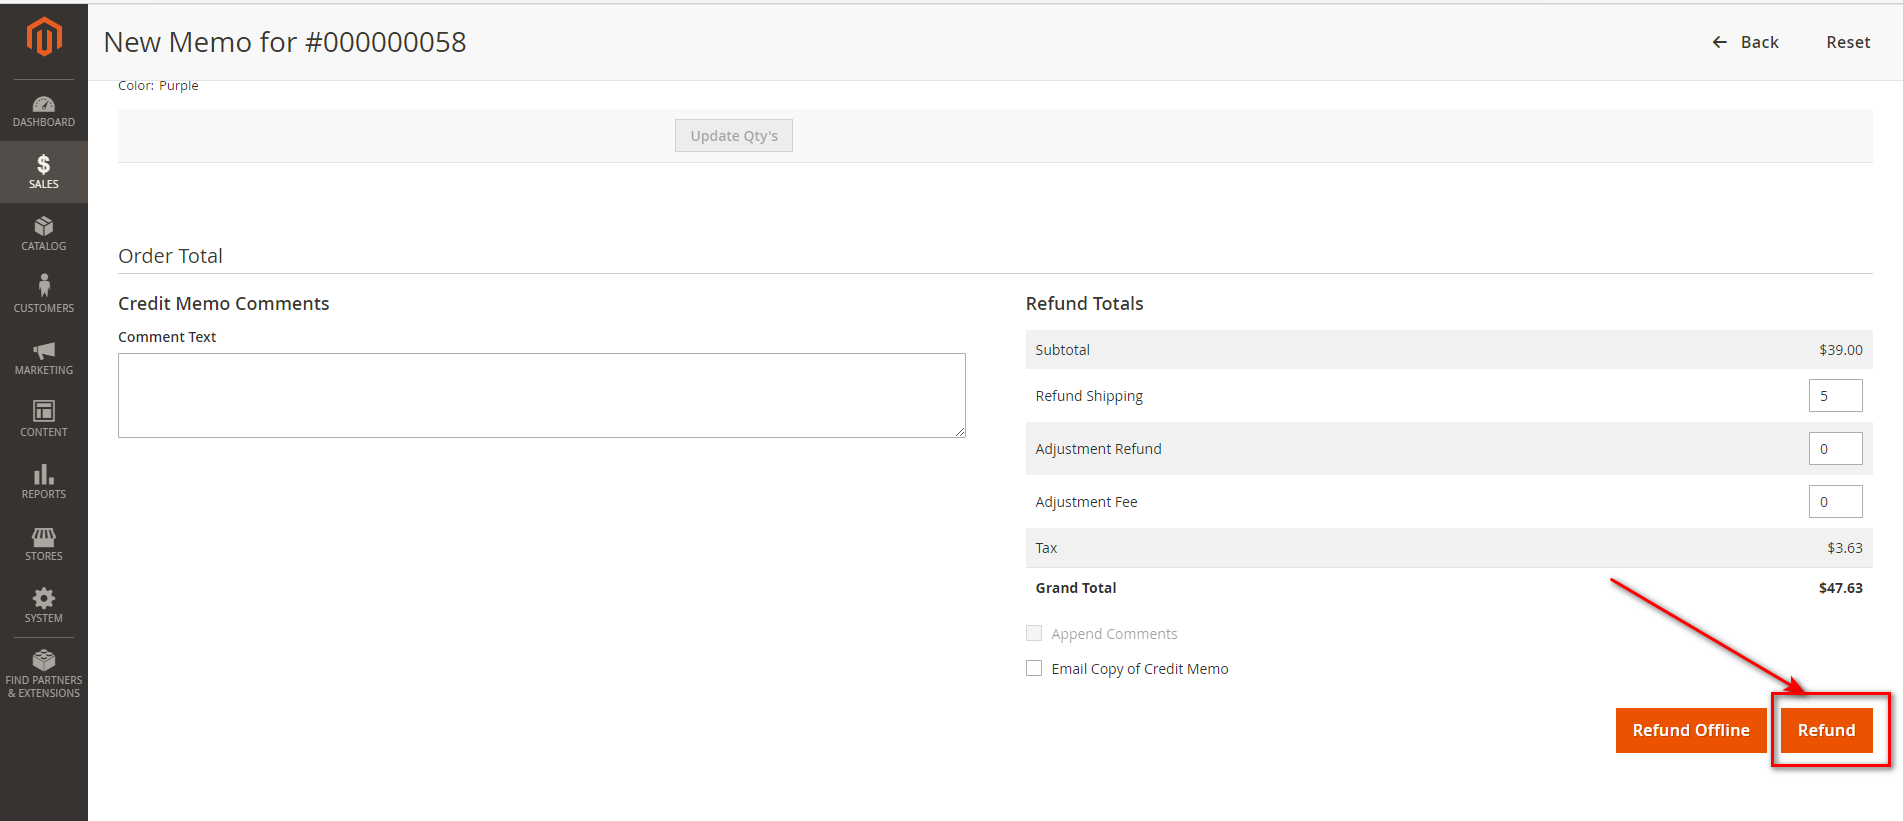 New Memo for #000000058
← Back
Reset
DASHBOARD
$
SALES
CATALOG
CUSTOMERS
MARKETING
CONTENT
REPORTS
STORES
SYSTEM
FIND PARTNERS
& EXTENSIONS
Color: Purple
Update Qty's
Order Total
Credit Memo Comments
Comment Text
Refund Totals
Subtotal $39.00
Refund Shipping 5
Adjustment Refund 0
Adjustment Fee 0
Tax $3.63
Grand Total $47.63
Append Comments
Email Copy of Credit Memo
Refund Offline
Refund